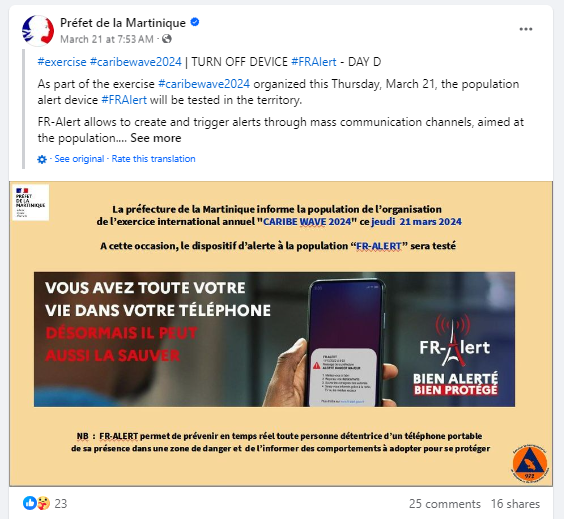 Préfet de la Martinique
March 21 at 7:53 AM ·
#exercise #caribewave2024 | TURN OFF DEVICE #FRAlert - DAY D
As part of the exercise #caribewave2024 organized this Thursday, March 21, the population
alert device #FRAlert will be tested in the territory.
FR-Alert allows to create and trigger alerts through mass communication channels, aimed at
the population.... See more
· See original · Rate this translation
PRÉFET
DE LA
MARTINIQUE
La préfecture de la Martinique informe la population de l'organisation
de l'exercice international annuel "CARIBE WAVE 2024" ce jeudi 21 mars 2024
A cette occasion, le dispositif d'alerte à la population “FR-ALERT” sera testé
VOUS AVEZ TOUTE VOTRE
VIE DANS VOTRE TÉLÉPHONE
DÉSORMAIS IL PEUT
AUSSI LA SAUVER
FR-Alert
BIEN ALERTÉ
BIEN PROTÉGÉ
NB : FR-ALERT permet de prévenir en temps réel toute personne détentrice d'un téléphone portable
de sa présence dans une zone de danger et de l'informer des comportements à adopter pour se protéger
972
23
25 comments 16 shares